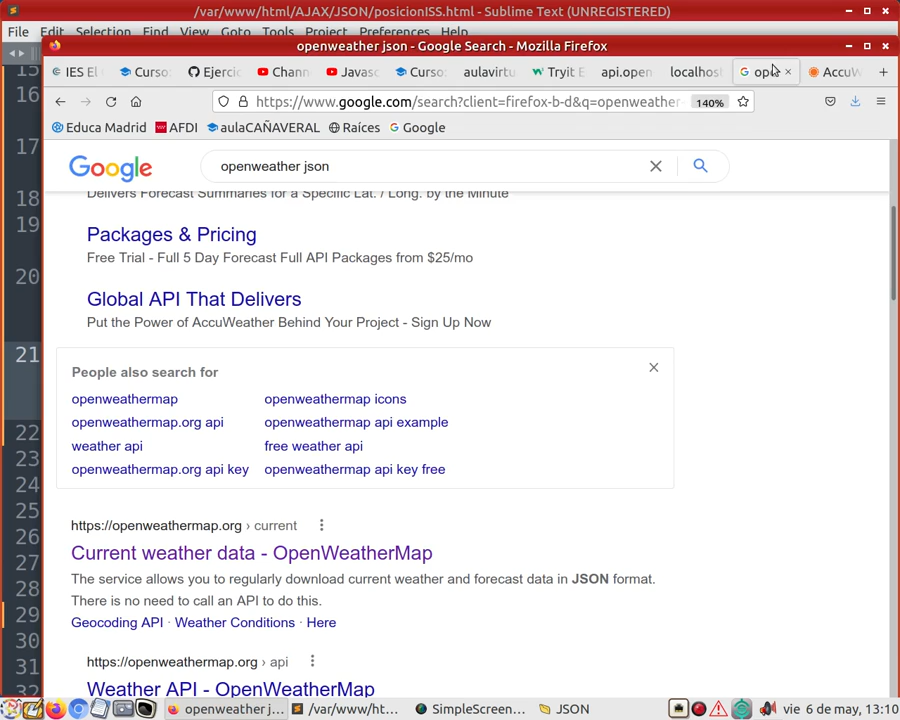 /var/www/html/AJAX/JSON/posicionISS.html - Sublime Text (UNREGISTERED)
File Edit Selection Find View Goto Tools Project Preferences Help
openweather json - Google Search - Mozilla Firefox
IES El
Curso:
Ejercic
Chann
Javasc
Curso:
aulavirtu
Tryit E
api.open
localhos
G ope
AccuW
https://www.google.com/search?client=firefox-b-d&q=openweather- 140%
Educa Madrid AFDI aulaCAÑAVERAL Raíces Google
Google openweather json
Delivers Forecast Summaries for a Specific Lat. / Long. by the Minute
Packages & Pricing
Free Trial - Full 5 Day Forecast Full API Packages from $25/mo
Global API That Delivers
Put the Power of AccuWeather Behind Your Project - Sign Up Now
People also search for
openweathermap openweathermap icons
openweathermap.org api openweathermap api example
weather api free weather api
openweathermap.org api key openweathermap api key free
https://openweathermap.org › current
Current weather data - OpenWeatherMap
The service allows you to regularly download current weather and forecast data in JSON format.
There is no need to call an API to do this.
Geocoding API · Weather Conditions · Here
https://openweathermap.org › api
Weather API - OpenWeatherMap
15
16
17
18
19
20
21
22
23
24
25
26
27
28
29
30
31
32
openweather j... /var/www/ht... SimpleScreen... JSON vie 6 de may, 13:10